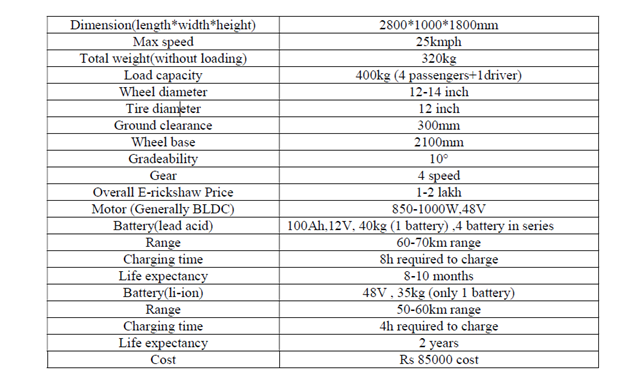 Dimension(length*width*height) 2800*1000*1800mm
Max speed 25kmph
Total weight(without loading) 320kg
Load capacity 400kg (4 passengers+1driver)
Wheel diameter 12-14 inch
Tire diameter 12 inch
Ground clearance 300mm
Wheel base 2100mm
Gradeability 10°
Gear 4 speed
Overall E-rickshaw Price 1-2 lakh
Motor (Generally BLDC) 850-1000W,48V
Battery(lead acid) 100Ah,12V, 40kg (1 battery) ,4 battery in series
Range 60-70km range
Charging time 8h required to charge
Life expectancy 8-10 months
Battery(li-ion) 48V , 35kg (only 1 battery)
Range 50-60km range
Charging time 4h required to charge
Life expectancy 2 years
Cost Rs 85000 cost